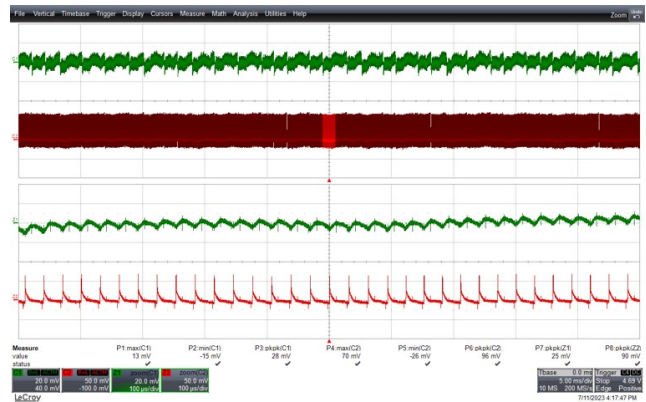 File Vertical Timebase Trigger Display Cursors Measure Math Analysis Utilities Help Zoom Undo
Measure P1:max(C1) P2:min(C1) P3:pkpk(C1) P4:max(C2) P5:min(C2) P6:pkpk(C2) P7:pkpk(Z1) P8:pkpk(Z2)
value 13 mV -15 mV 28 mV 70 mV -26 mV 96 mV 25 mV 90 mV
status
zoom(C1) zoom(C2) Tbase 0.0 ms Trigger
20.0 mV 50.0 mV 20.0 mV 50.0 mV 5.00 ms/div Stop 4.69 V
40.0 mV -100.0 mV 100 µs/div 100 µs/div 10 MS 200 MS/s Edge Positive
LeCroy 7/11/2023 4:17:47 PM